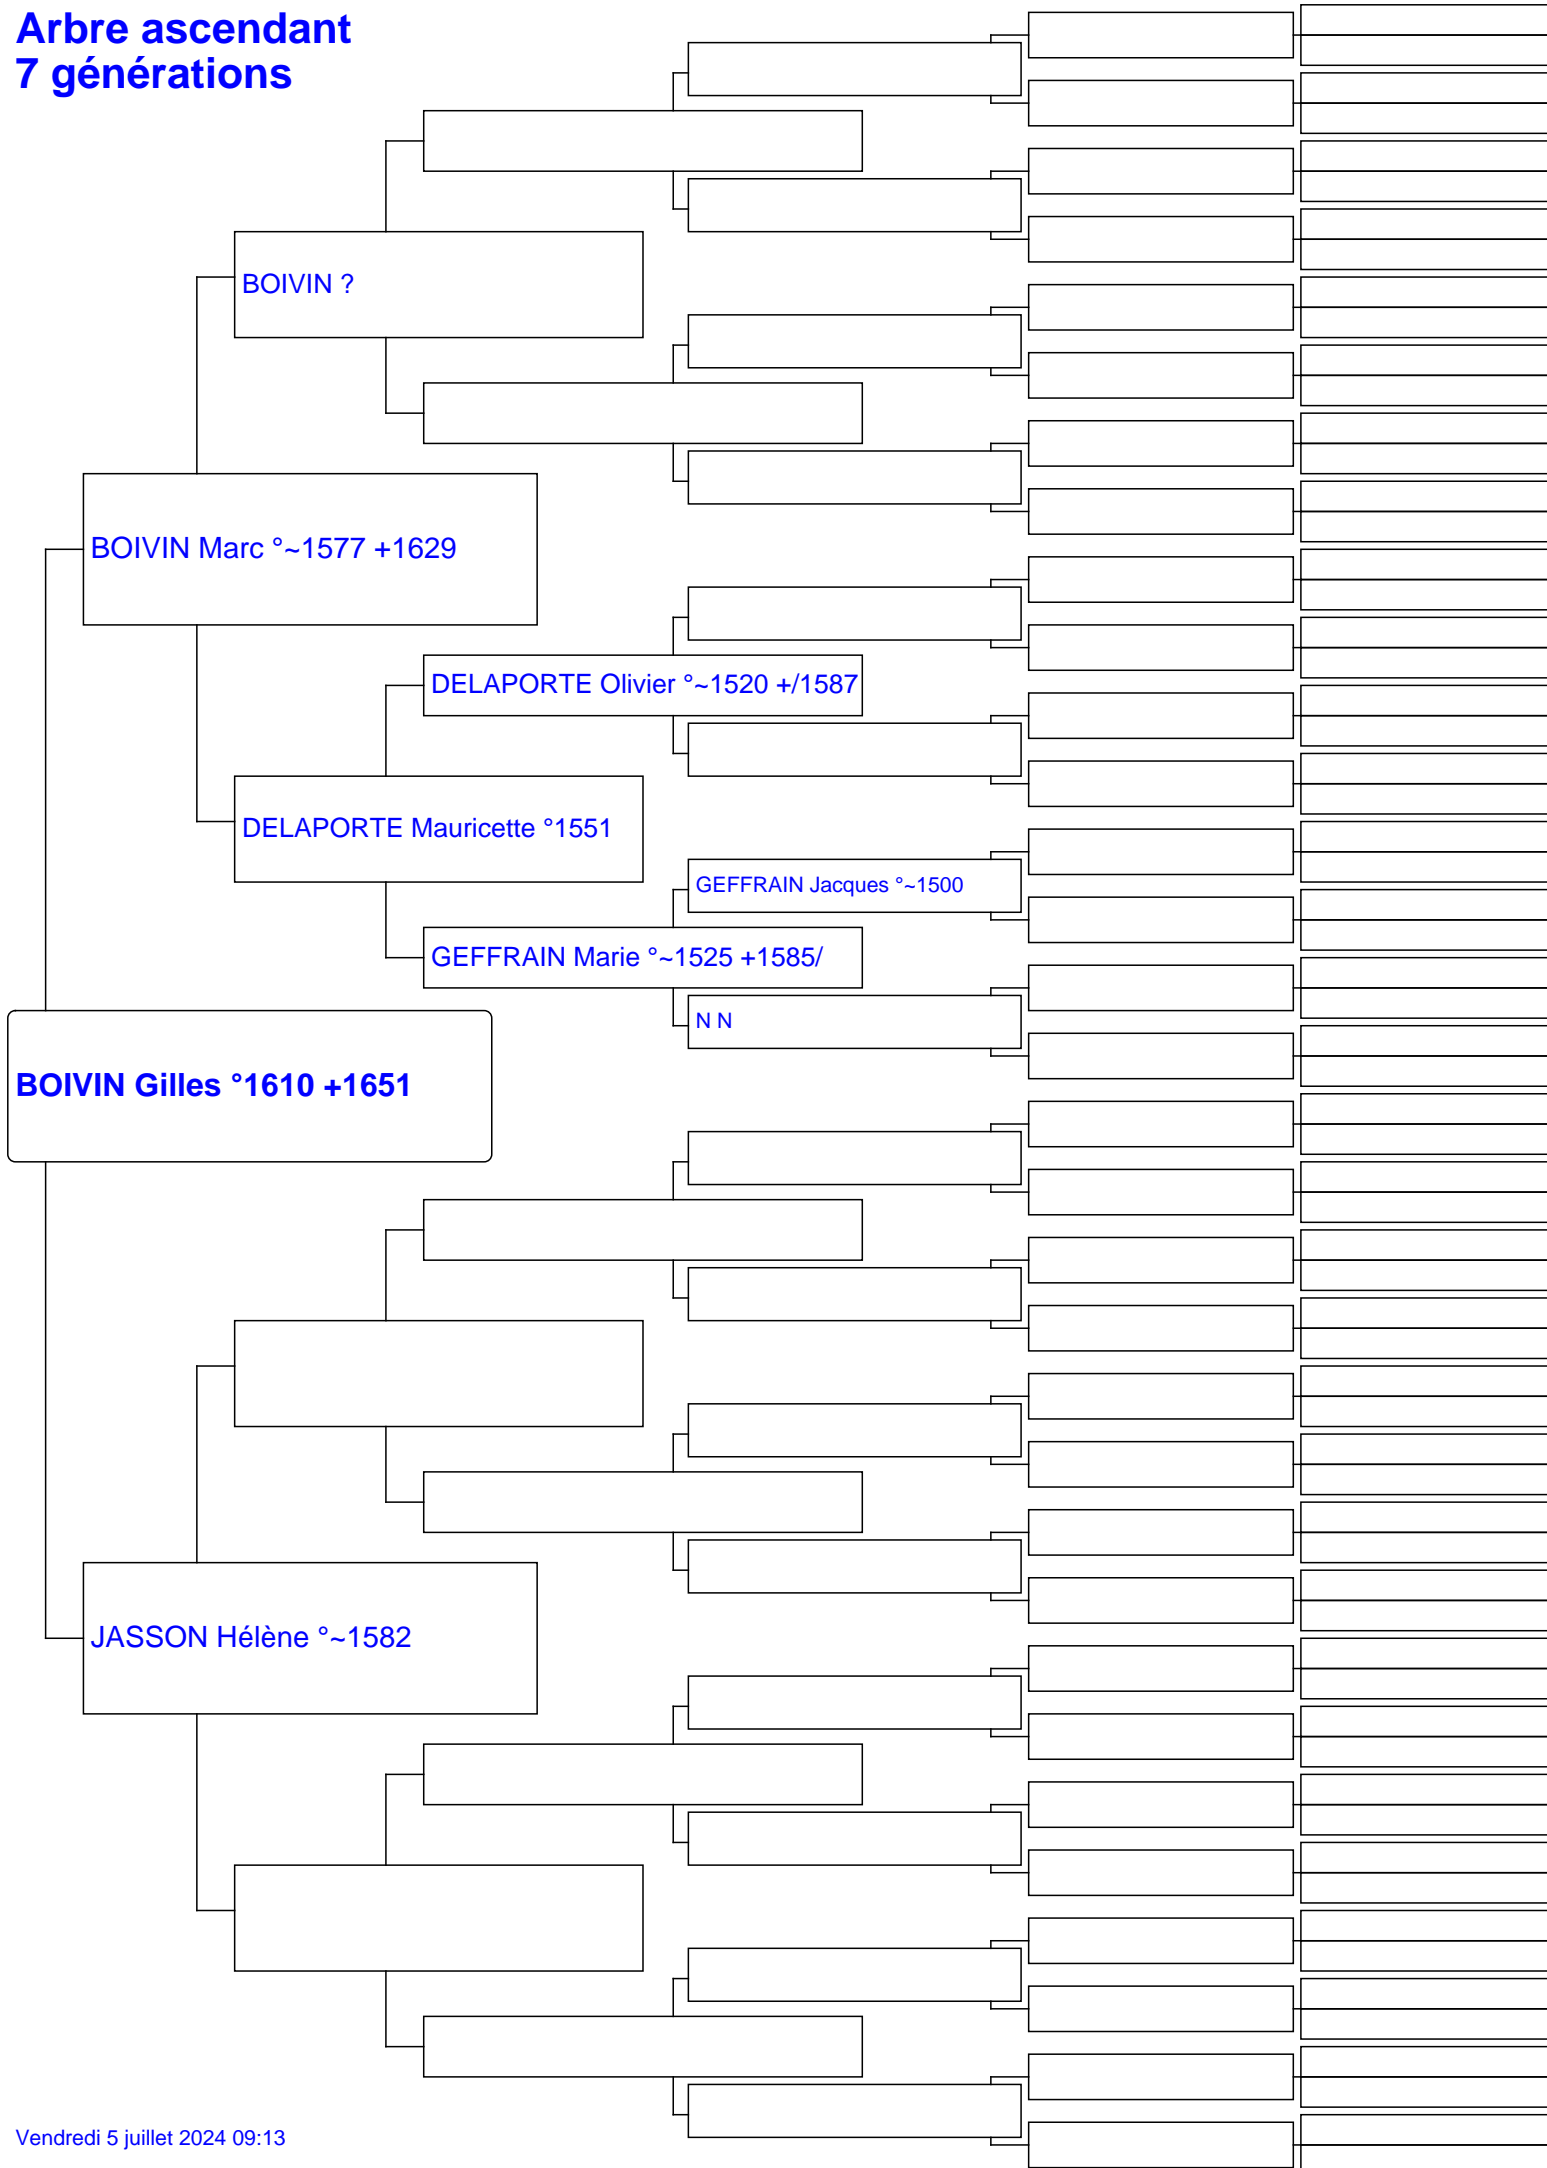 Arbre ascendant
7 générations
BOIVIN ?
BOIVIN Marc °~1577 +1629
DELAPORTE Olivier °~1520 +/1587
DELAPORTE Mauricette °1551
GEFFRAIN Jacques °~1500
GEFFRAIN Marie °~1525 +1585/
N N
BOIVIN Gilles °1610 +1651
JASSON Hélène °~1582
Vendredi 5 juillet 2024 09:13